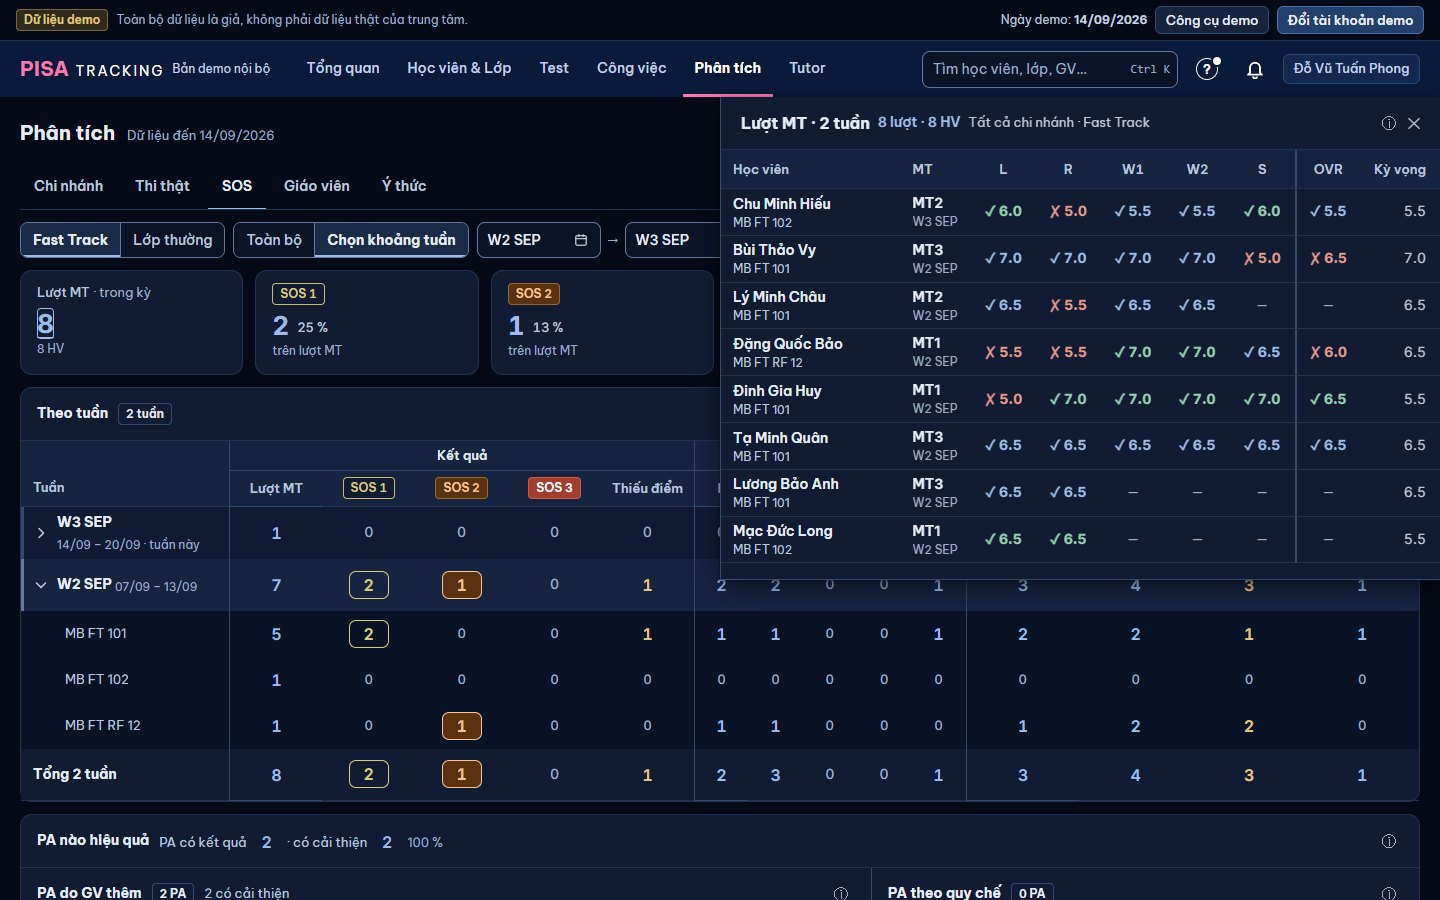 Dữ liệu demo Toàn bộ dữ liệu là giả, không phải dữ liệu thật của trung tâm. Ngày demo: 14/09/2026 Công cụ demo Đổi tài khoản demo
PISA TRACKING Bản demo nội bộ Tổng quan Học viên & Lớp Test Công việc Phân tích Tutor Tìm học viên, lớp, GV... Ctrl K ? Đỗ Vũ Tuấn Phong
Phân tích Dữ liệu đến 14/09/2026
Chi nhánh Thi thật SOS Giáo viên Ý thức
Fast Track Lớp thường Toàn bộ Chọn khoảng tuần W2 SEP → W3 SEP
Lượt MT · trong kỳ
8
8 HV
SOS 1
2 25 %
trên lượt MT
SOS 2
1 13 %
trên lượt MT
Lượt MT · 2 tuần 8 lượt · 8 HV Tất cả chi nhánh · Fast Track
Học viên MT L R W1 W2 S OVR Kỳ vọng
Chu Minh Hiếu MT2 ✓ 6.0 ✗ 5.0 ✓ 5.5 ✓ 5.5 ✓ 6.0 ✓ 5.5 5.5
MB FT 102 W3 SEP
Bùi Thảo Vy MT3 ✓ 7.0 ✓ 7.0 ✓ 7.0 ✓ 7.0 ✗ 5.0 ✗ 6.5 7.0
MB FT 101 W2 SEP
Lý Minh Châu MT2 ✓ 6.5 ✗ 5.5 ✓ 6.5 ✓ 6.5 – – 6.5
MB FT 101 W2 SEP
Đặng Quốc Bảo MT1 ✗ 5.5 ✗ 5.5 ✓ 7.0 ✓ 7.0 ✓ 6.5 ✗ 6.0 6.5
MB FT RF 12 W2 SEP
Đinh Gia Huy MT1 ✗ 5.0 ✓ 7.0 ✓ 7.0 ✓ 7.0 ✓ 7.0 ✓ 6.5 5.5
MB FT 101 W2 SEP
Tạ Minh Quân MT3 ✓ 6.5 ✓ 6.5 ✓ 6.5 ✓ 6.5 ✓ 6.5 ✓ 6.5 6.5
MB FT 101 W2 SEP
Lương Bảo Anh MT3 ✓ 6.5 ✓ 6.5 – – – – 6.5
MB FT 101 W2 SEP
Mạc Đức Long MT1 ✓ 6.5 ✓ 6.5 – – – – 5.5
MB FT 102 W2 SEP
Theo tuần 2 tuần
Kết quả
Tuần Lượt MT SOS 1 SOS 2 SOS 3 Thiếu điểm
W3 SEP 1 0 0 0 0
14/09 – 20/09 · tuần này
W2 SEP 07/09 – 13/09 7 2 1 0 1 2 2 0 0 1 3 4 3 1
MB FT 101 5 2 0 0 1 1 1 0 0 1 2 2 1 1
MB FT 102 1 0 0 0 0 0 0 0 0 0 0 0 0 0
MB FT RF 12 1 0 1 0 0 1 1 0 0 0 1 2 2 0
Tổng 2 tuần 8 2 1 0 1 2 3 0 0 1 3 4 3 1
PA nào hiệu quả PA có kết quả 2 · có cải thiện 2 100 %
PA do GV thêm 2 PA 2 có cải thiện PA theo quy chế 0 PA